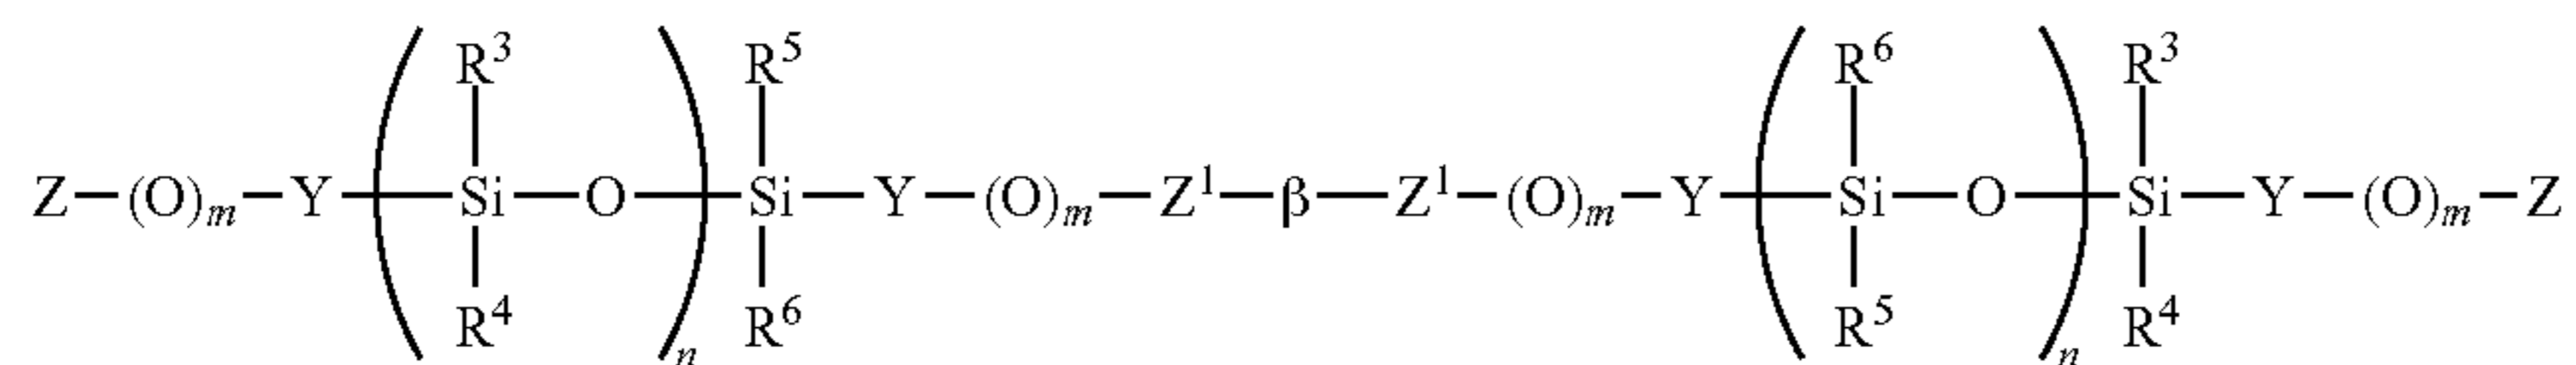 R³ R⁵ R⁶ R³
Z—(O)ₘ—Y—(Si—O)ₙ—Si—Y—(O)ₘ—Z¹—β—Z¹—(O)ₘ—Y—(Si—O)ₙ—Si—Y—(O)ₘ—Z
R⁴ R⁶ R⁵ R⁴